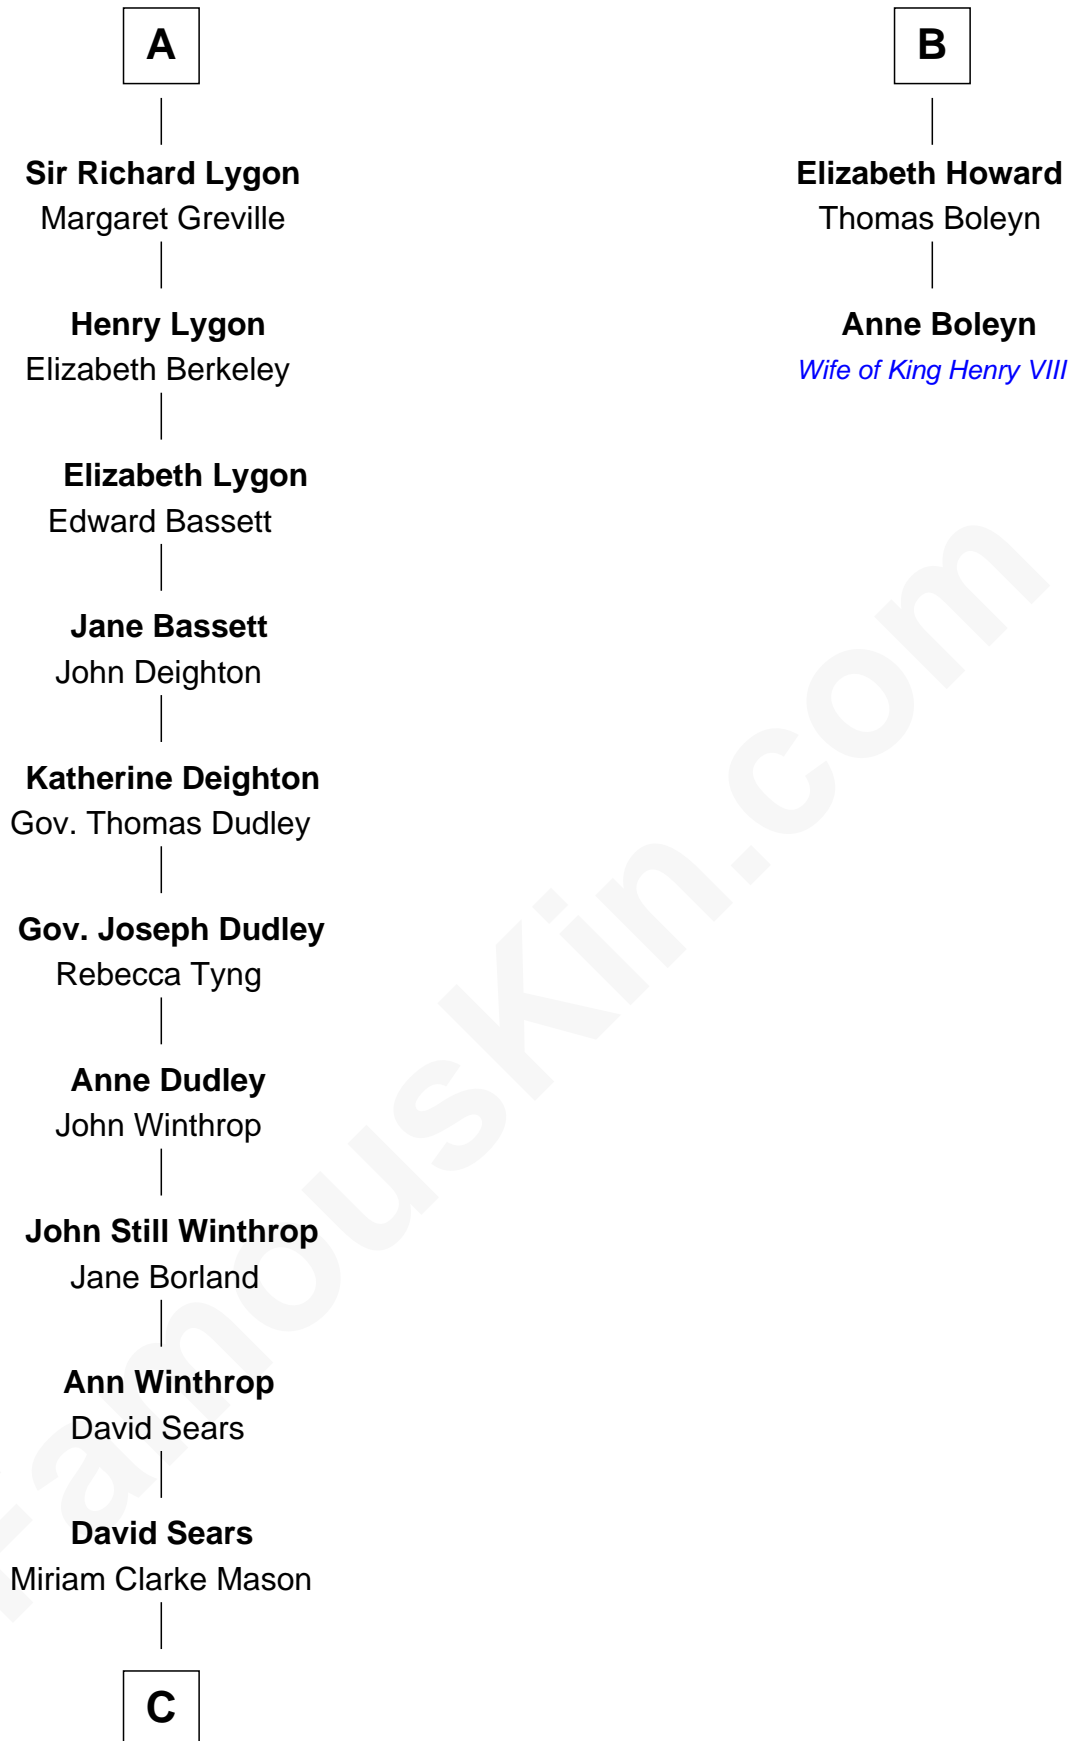 A
Sir Richard Lygon
Margaret Greville
Henry Lygon
Elizabeth Berkeley
Elizabeth Lygon
Edward Bassett
Jane Bassett
John Deighton
Katherine Deighton
Gov. Thomas Dudley
Gov. Joseph Dudley
Rebecca Tyng
Anne Dudley
John Winthrop
John Still Winthrop
Jane Borland
Ann Winthrop
David Sears
David Sears
Miriam Clarke Mason
C
B
Elizabeth Howard
Thomas Boleyn
Anne Boleyn
Wife of King Henry VIII
FamousKin.com